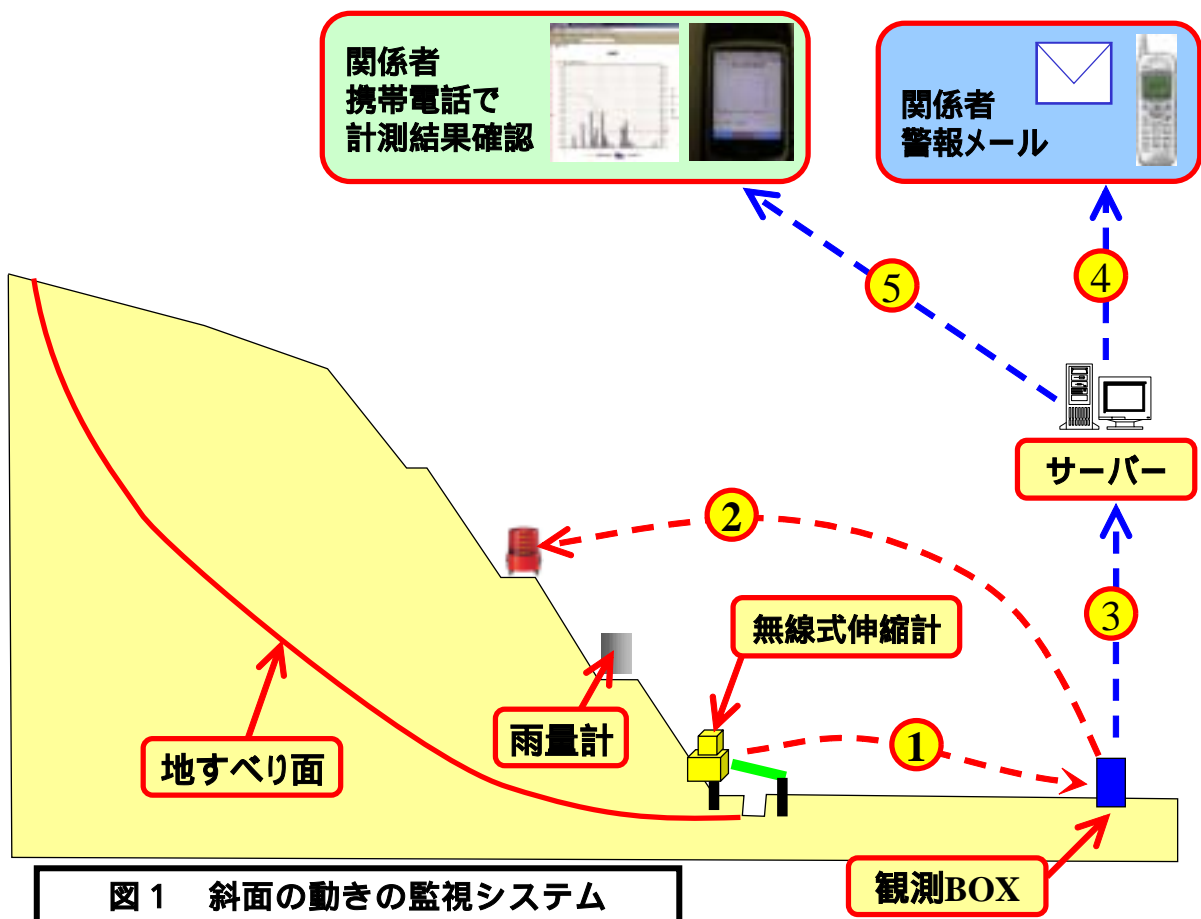 関係者
携帯電話で
計測結果確認
関係者
警報メール
5
4
サーバー
2
3
無線式伸縮計
雨量計
1
地すべり面
観測BOX
図1 斜面の動きの監視システム